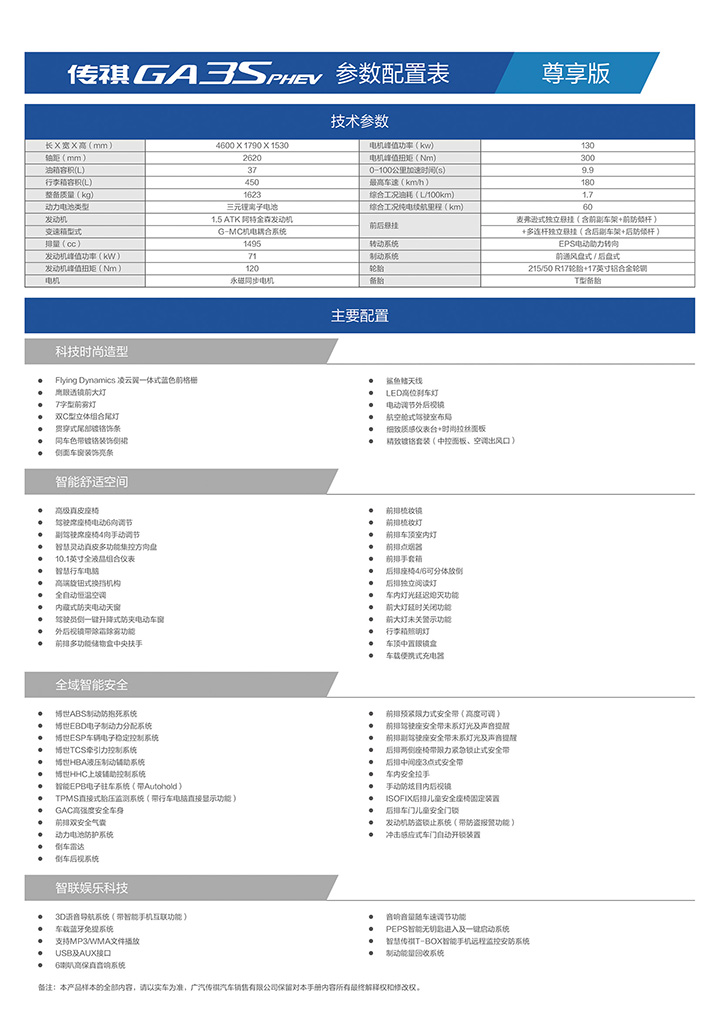 传祺GA3S PHEV 参数配置表 尊享版
技术参数
长 X 宽 X 高（mm） 4600 X 1790 X 1530 电机峰值功率（kw） 130
轴距（mm） 2620 电机峰值扭矩（Nm） 300
油箱容积(L) 37 0-100公里加速时间(s) 9.9
行李箱容积(L) 450 最高车速（km/h） 180
整备质量（kg） 1623 综合工况油耗（L/100km) 1.7
动力电池类型 三元锂离子电池 综合工况纯电续航里程（km） 60
发动机 1.5 ATK 阿特金森发动机 前后悬挂 麦弗逊式独立悬挂（含前副车架+前防倾杆）
变速箱型式 G-MC机电耦合系统 +多连杆独立悬挂（含后副车架+后防倾杆）
排量（cc） 1495 转动系统 EPS电动助力转向
发动机峰值功率（kW） 71 制动系统 前通风盘式 / 后盘式
发动机峰值扭矩（Nm） 120 轮胎 215/50 R17轮胎+17英寸铝合金轮辋
电机 永磁同步电机 备胎 T型备胎
主要配置
科技时尚造型
● Flying Dynamics 凌云翼一体式蓝色前格栅
● 鹰眼透镜前大灯
● 7字型前雾灯
● 双C型立体组合尾灯
● 贯穿式尾部镀铬饰条
● 同车色带镀铬装饰侧裙
● 侧面车窗装饰亮条
● 鲨鱼鳍天线
● LED高位刹车灯
● 电动调节外后视镜
● 航空舱式驾驶室布局
● 细致质感仪表台+时尚拉丝面板
● 精致镀铬套装（中控面板、空调出风口）
智能舒适空间
● 高级真皮座椅
● 驾驶席座椅电动6向调节
● 副驾驶席座椅4向手动调节
● 智慧灵动真皮多功能集控方向盘
● 10.1英寸全液晶组合仪表
● 智慧行车电脑
● 高端旋钮式换挡机构
● 全自动恒温空调
● 内藏式防夹电动天窗
● 驾驶员侧一键升降式防夹电动车窗
● 外后视镜带除霜除雾功能
● 前排多功能储物盒中央扶手
● 前排梳妆镜
● 前排梳妆灯
● 前排车顶室内灯
● 前排点烟器
● 前排手套箱
● 后排座椅4/6可分体放倒
● 后排独立阅读灯
● 车内灯光延迟熄灭功能
● 前大灯延时关闭功能
● 前大灯未关警示功能
● 行李箱照明灯
● 车顶中置眼镜盒
● 车载便携式充电器
全域智能安全
● 博世ABS制动防抱死系统
● 博世EBD电子制动力分配系统
● 博世ESP车辆电子稳定控制系统
● 博世TCS牵引力控制系统
● 博世HBA液压制动辅助系统
● 博世HHC上坡辅助控制系统
● 智能EPB电子驻车系统（带Autohold）
● TPMS直接式胎压监测系统（带行车电脑直接显示功能）
● GAC高强度安全车身
● 前排双安全气囊
● 动力电池防护系统
● 倒车雷达
● 倒车后视系统
● 前排预紧限力式安全带（高度可调）
● 前排驾驶座安全带未系灯光及声音提醒
● 前排副驾驶座安全带未系灯光及声音提醒
● 后排两侧座椅带限力紧急锁止式安全带
● 后排中间座3点式安全带
● 车内安全拉手
● 手动防炫目内后视镜
● ISOFIX后排儿童安全座椅固定装置
● 后排车门儿童安全门锁
● 发动机防盗锁止系统（带防盗报警功能）
● 冲击感应式车门自动开锁装置
智联娱乐科技
● 3D语音导航系统（带智能手机互联功能）
● 车载蓝牙免提系统
● 支持MP3/WMA文件播放
● USB及AUX接口
● 6喇叭高保真音响系统
● 音响音量随车速调节功能
● PEPS智能无钥匙进入及一键启动系统
● 智慧传祺T-BOX智能手机远程监控安防系统
● 制动能量回收系统
备注：本产品样本的全部内容，请以实车为准，广汽传祺汽车销售有限公司保留对本手册内容所有最终解释权和修改权。